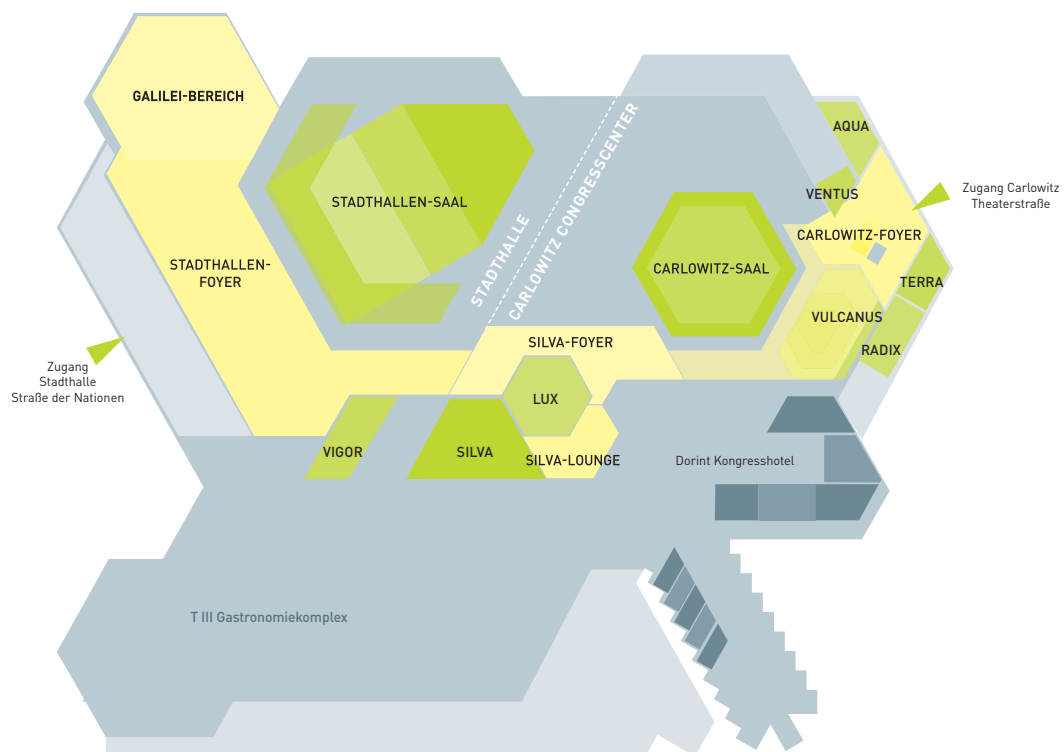 GALILEI-BEREICH
AQUA
STADTHALLEN-SAAL
VENTUS
Zugang Carlowitz
Theaterstraße
STADTHALLE
CARLOWITZ CONGRESSCENTER
CARLOWITZ-FOYER
STADTHALLEN-
FOYER
CARLOWITZ-SAAL
TERRA
VULCANUS
SILVA-FOYER
RADIX
Zugang
Stadthalle
Straße der Nationen
LUX
VIGOR
SILVA
SILVA-LOUNGE
Dorint Kongresshotel
T III Gastronomiekomplex